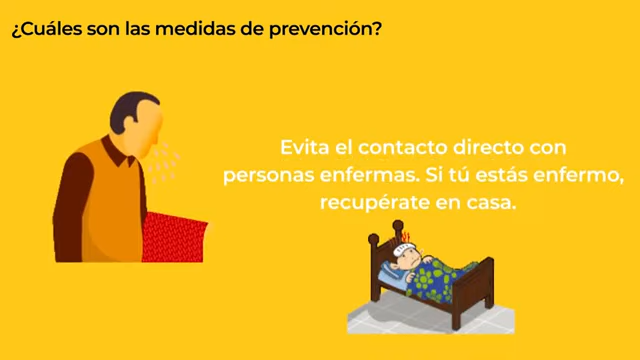 ¿Cuáles son las medidas de prevención?
Evita el contacto directo con
personas enfermas. Si tú estás enfermo,
recupérate en casa.